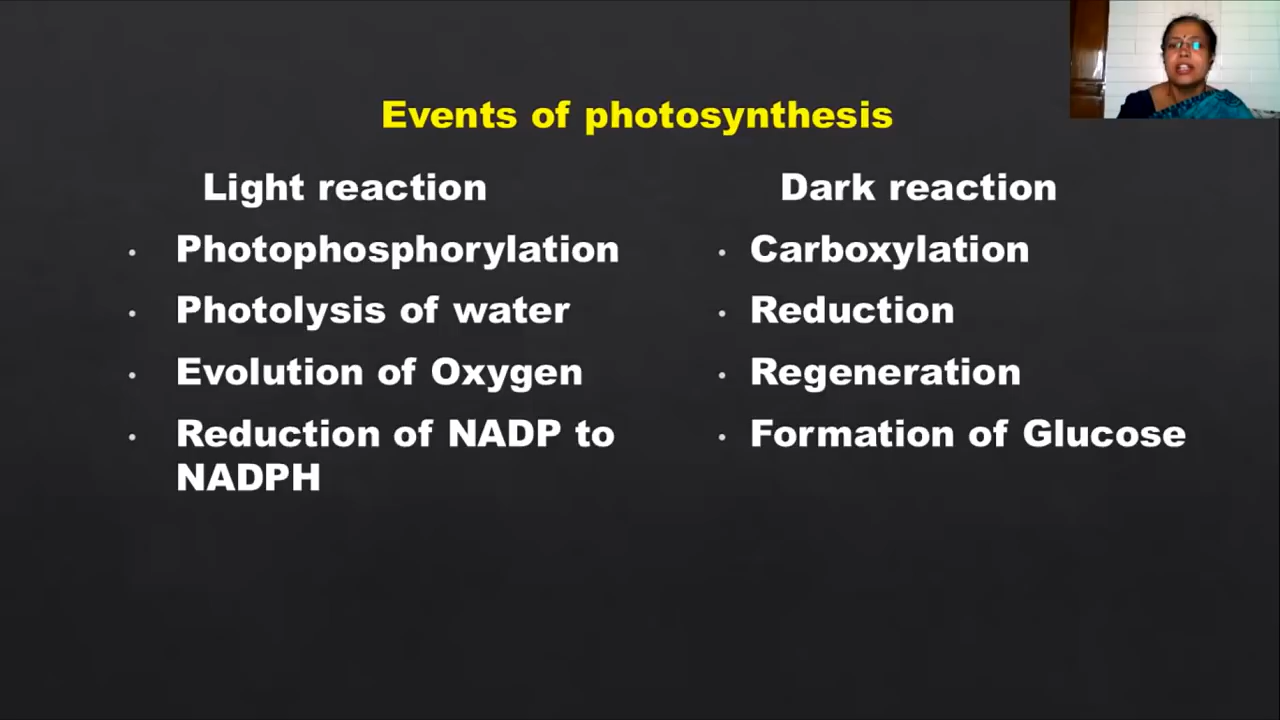 Events of photosynthesis
Light reaction
• Photophosphorylation
• Photolysis of water
• Evolution of Oxygen
• Reduction of NADP to
NADPH
Dark reaction
• Carboxylation
• Reduction
• Regeneration
• Formation of Glucose